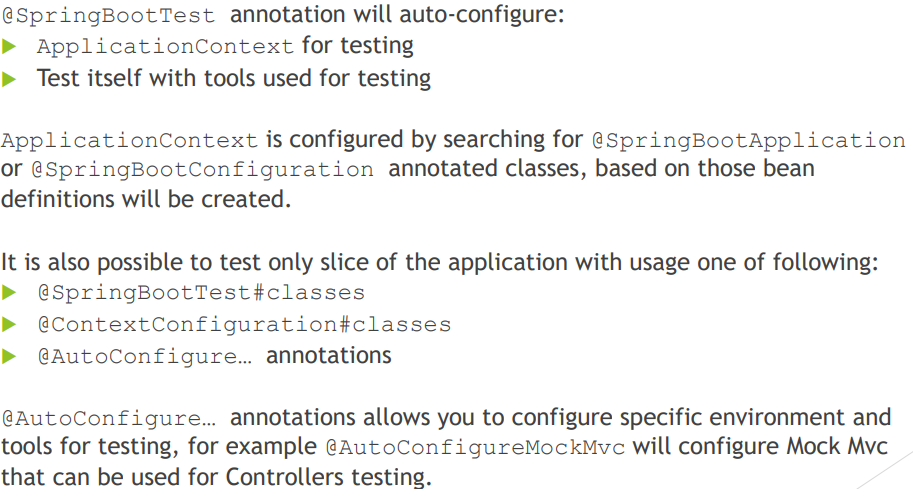 @SpringBootTest annotation will auto-configure:
ApplicationContext for testing
Test itself with tools used for testing
ApplicationContext is configured by searching for @SpringBootApplication
or @SpringBootConfiguration annotated classes, based on those bean
definitions will be created.
It is also possible to test only slice of the application with usage one of following:
@SpringBootTest#classes
@ContextConfiguration#classes
@AutoConfigure… annotations
@AutoConfigure… annotations allows you to configure specific environment and
tools for testing, for example @AutoConfigureMockMvc will configure Mock Mvc
that can be used for Controllers testing.